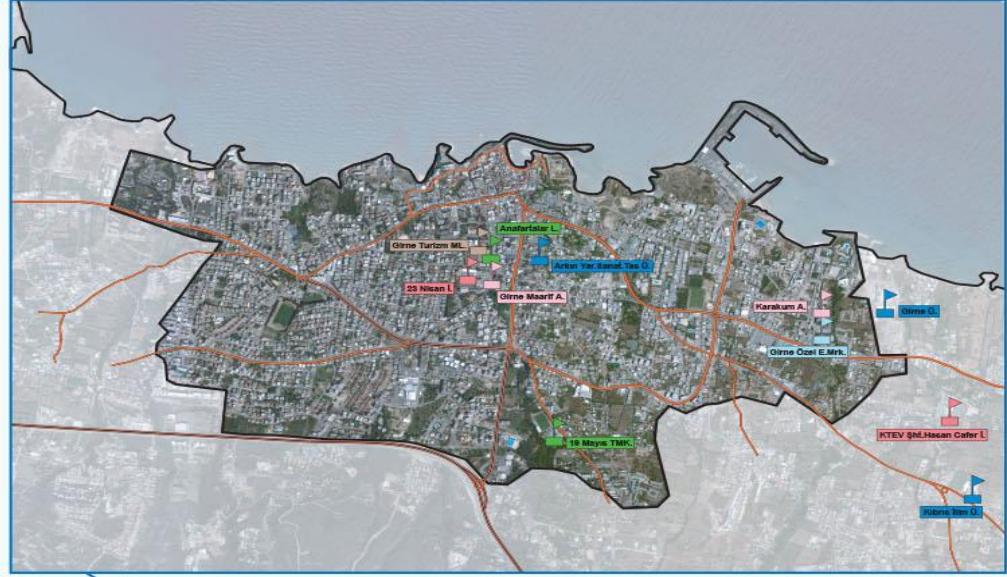 Anafartalar L.
Girne Turizm ML.
Arkın Yar.Sanat.Tas Ü.
23 Nisan İ.
Girne Maarif A.
Karakum A.
Girne Ü.
Girne Özel E.Mrk.
KTEV Şht.Hasan Cafer İ.
19 Mayıs TMK.
Kıbrıs İlim Ü.